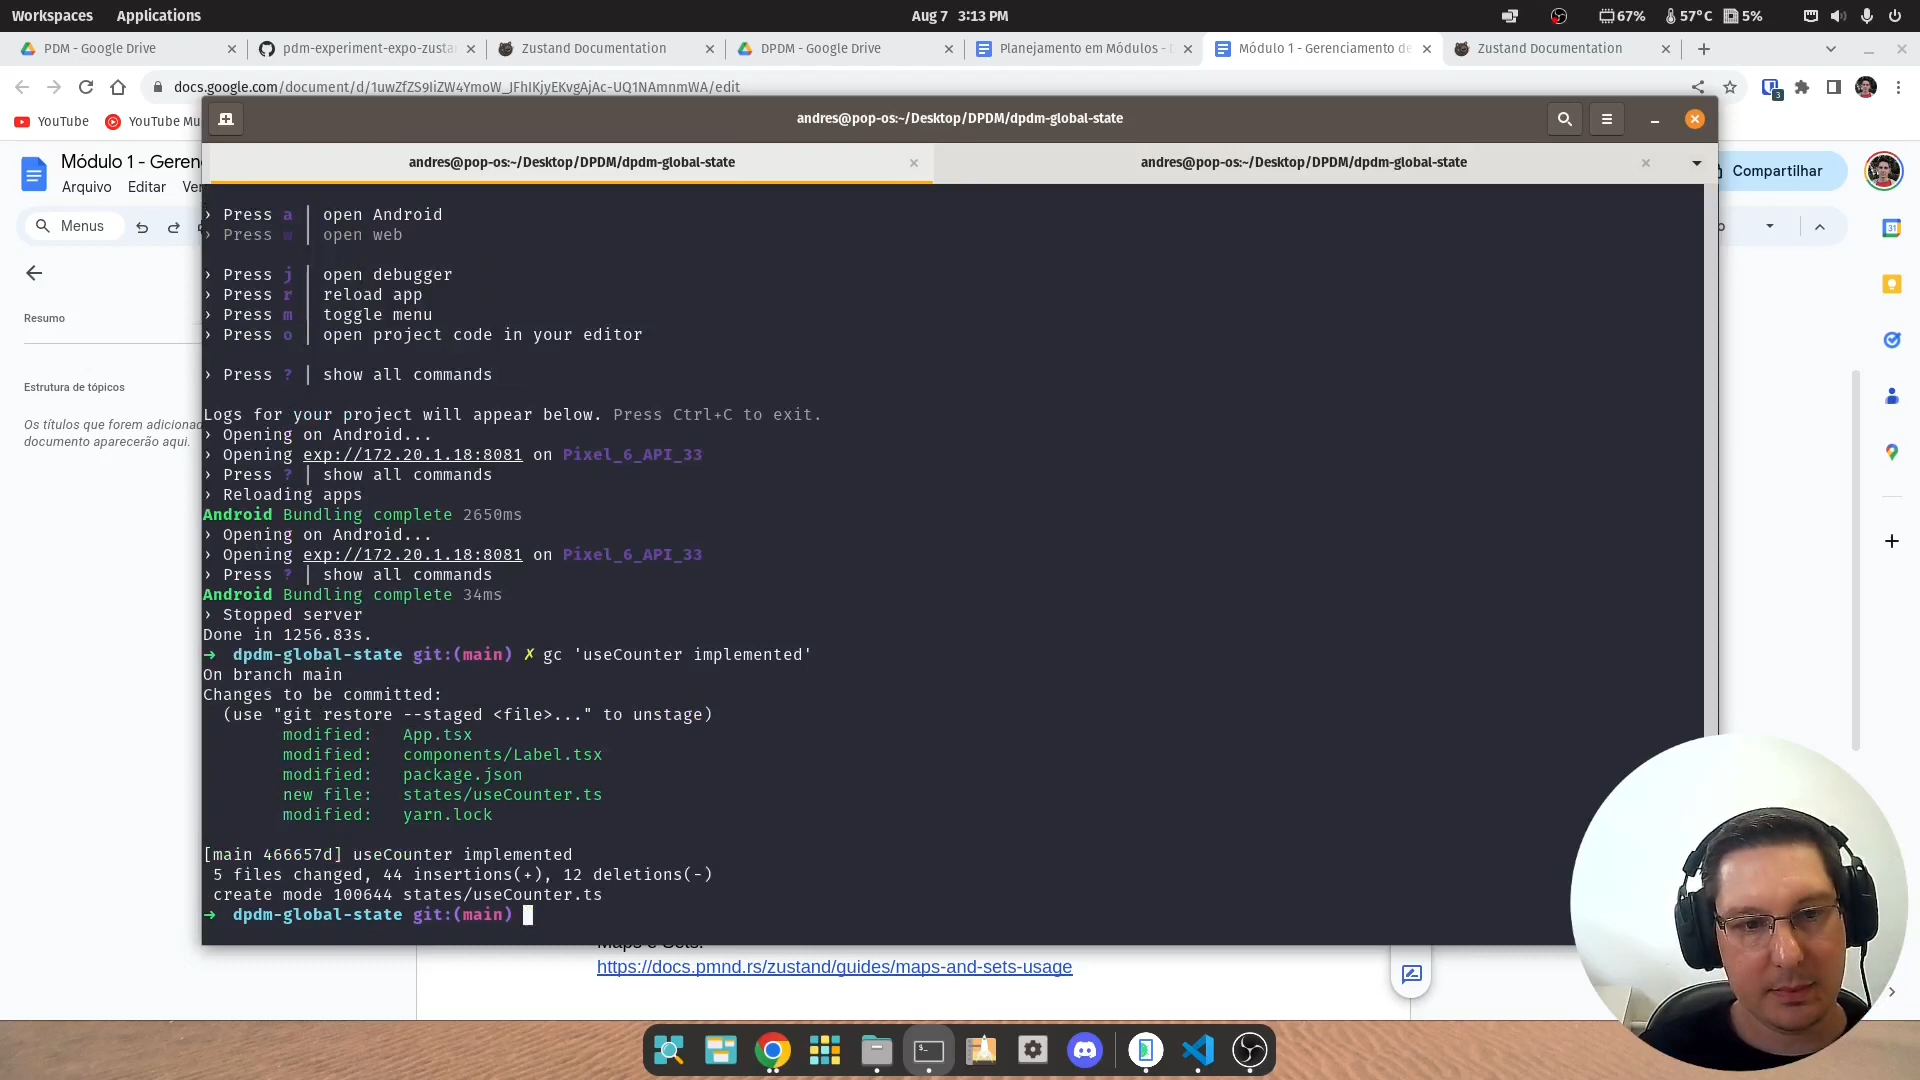 Workspaces Applications Aug 7 3:13 PM 67% 57°C 5%
PDM - Google Drive pdm-experiment-expo-zusta Zustand Documentation DPDM - Google Drive Planejamento em Módulos - Módulo 1 - Gerenciamento de Zustand Documentation
docs.google.com/document/d/1uwZfZS9IiZW4YmoW_JFhIKjyEKvgAjAc-UQ1NAmnmWA/edit 3
YouTube YouTube Mu
andres@pop-os:~/Desktop/DPDM/dpdm-global-state
andres@pop-os:~/Desktop/DPDM/dpdm-global-state andres@pop-os:~/Desktop/DPDM/dpdm-global-state
Módulo 1 - Geren
Arquivo Editar Ver
Compartilhar
Menus
31
Resumo
Estrutura de tópicos
Os títulos que forem adicionad
documento aparecerão aqui.
› Press a │ open Android
› Press w │ open web
› Press j │ open debugger
› Press r │ reload app
› Press m │ toggle menu
› Press o │ open project code in your editor
› Press ? │ show all commands
Logs for your project will appear below. Press Ctrl+C to exit.
› Opening on Android...
› Opening exp://172.20.1.18:8081 on Pixel_6_API_33
› Press ? │ show all commands
› Reloading apps
Android Bundling complete 2650ms
› Opening on Android...
› Opening exp://172.20.1.18:8081 on Pixel_6_API_33
› Press ? │ show all commands
Android Bundling complete 34ms
› Stopped server
Done in 1256.83s.
➜ dpdm-global-state git:(main) ✗ gc 'useCounter implemented'
On branch main
Changes to be committed:
(use "git restore --staged <file>..." to unstage)
modified: App.tsx
modified: components/Label.tsx
modified: package.json
new file: states/useCounter.ts
modified: yarn.lock
[main 466657d] useCounter implemented
5 files changed, 44 insertions(+), 12 deletions(-)
create mode 100644 states/useCounter.ts
➜ dpdm-global-state git:(main)
Maps e Sets:
https://docs.pmnd.rs/zustand/guides/maps-and-sets-usage